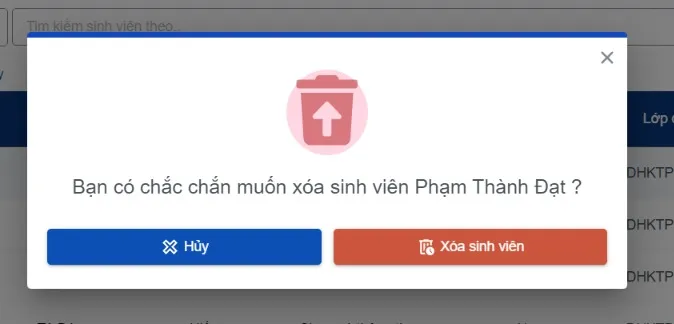 Tìm kiếm sinh viên theo...
Lớp
Bạn có chắc chắn muốn xóa sinh viên Phạm Thành Đạt ?
DHKTP
DHKTP
Hủy
Xóa sinh viên
DHKTP